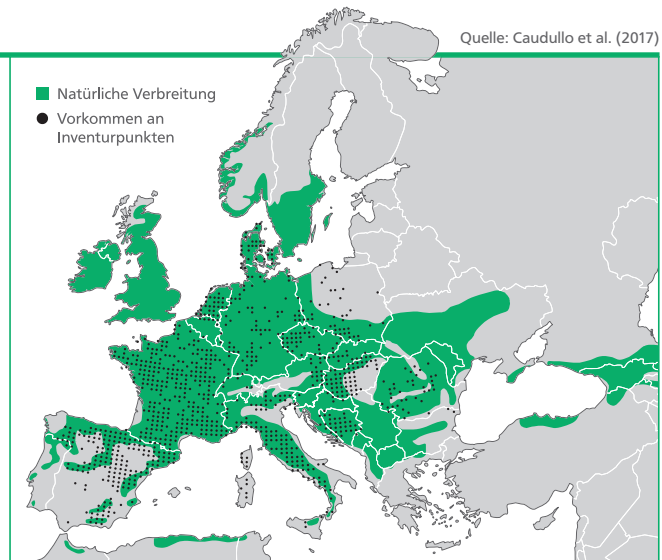 Quelle: Caudullo et al. (2017)
Natürliche Verbreitung
Vorkommen an
Inventurpunkten